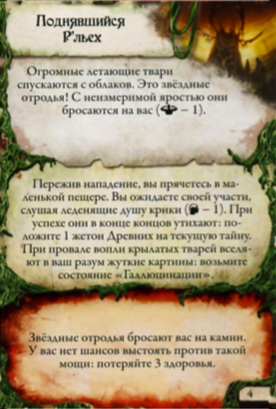 Поднявшийся
Р'льех
Огромные летающие твари
спускаются с облаков. Это звёздные
отродья! С неизмеримой яростью они
бросаются на вас ( – 1).
Пережив нападение, вы прячетесь в ма-
ленькой пещере. Вы ожидаете своей участи,
слушая леденящие душу крики ( – 1). При
успехе они в конце концов утихают: по-
ложите 1 жетон Древних на текущую тайну.
При провале вопли крылатых тварей вселя-
ют в ваш разум жуткие картины: возьмите
состояние «Галлюцинации».
Звёздные отродья бросают вас на камни.
У вас нет шансов выстоять против такой
мощи: потеряйте 3 здоровья.
4